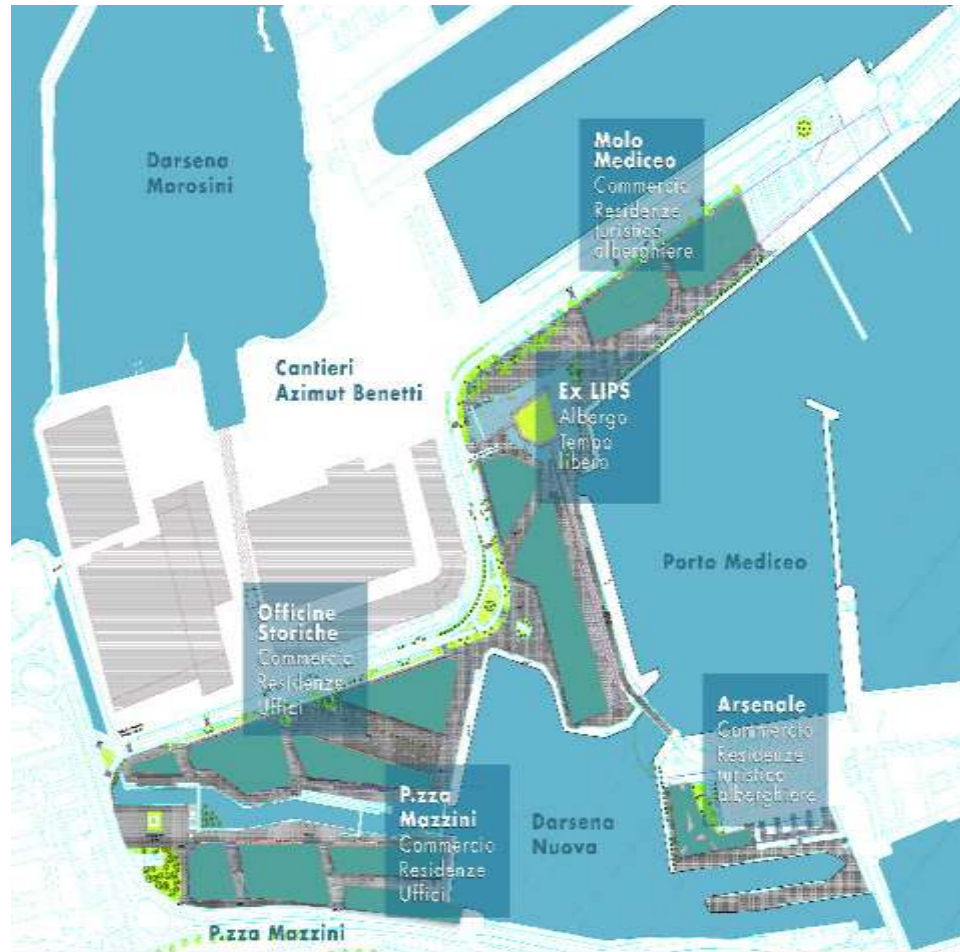 Darsena
Morosini
Molo
Mediceo
Commercio
Residenze
turistico
alberghiere
Cantieri
Azimut Benetti
Ex LIPS
Albergo
Tempo
libero
Porto Mediceo
Officine
Storiche
Commercio
Residenze
Uffici
Arsenale
Commercio
Residenze
turistico
alberghiere
P.zza
Mazzini
Commercio
Residenze
Uffici
Darsena
Nuova
P.zza Mazzini